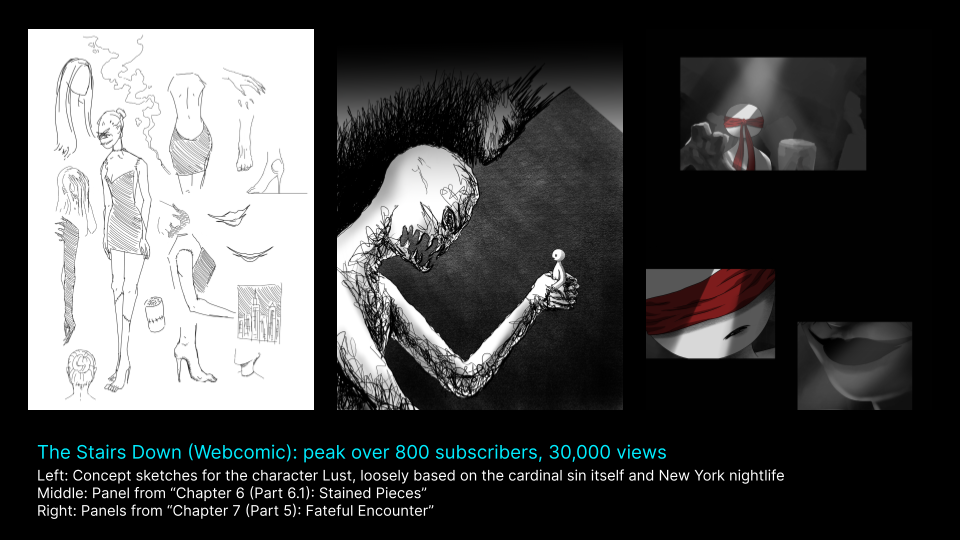 The Stairs Down (Webcomic): peak over 800 subscribers, 30,000 views
Left: Concept sketches for the character Lust, loosely based on the cardinal sin itself and New York nightlife
Middle: Panel from “Chapter 6 (Part 6.1): Stained Pieces”
Right: Panels from “Chapter 7 (Part 5): Fateful Encounter”